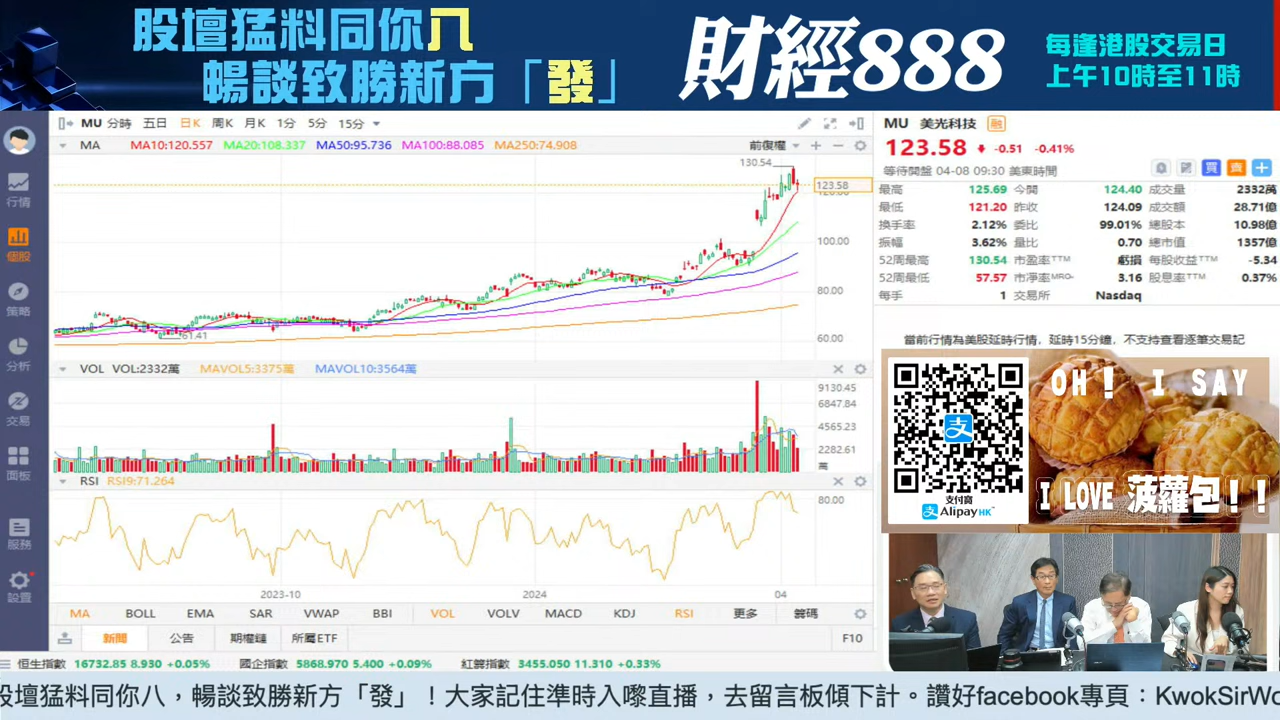 股壇猛料同你八
暢談致勝新方「發」
財經888
每逢港股交易日
上午10時至11時
MU 分時 五日 日K 周K 月K 1分 5分 15分
MA MA10:120.557 MA20:108.337 MA50:95.736 MA100:88.085 MA250:74.908 前復權
130.54
123.58
120.00
100.00
80.00
60.00
61.41
VOL VOL:2332萬 MAVOL5:3375萬 MAVOL10:3564萬
9130.45
6847.84
4565.23
2282.61
萬
RSI RSI9:71.264
80.00
2023-10 2024 04
MA BOLL EMA SAR VWAP BBI VOL VOLV MACD KDJ RSI 更多 籌碼
新聞 公告 期權鏈 所屬ETF F10
行情
個股
策略
分析
交易
面板
服務
設置
MU 美光科技 融
123.58 -0.51 -0.41%
等待開盤 04-08 09:30 美東時間
買 賣
最高 125.69 今開 124.40 成交量 2332萬
最低 121.20 昨收 124.09 成交額 28.71億
換手率 2.12% 委比 99.01% 總股本 10.98億
振幅 3.62% 量比 0.70 總市值 1357億
52周最高 130.54 市盈率TTM 虧損 每股收益TTM -5.34
52周最低 57.57 市淨率MRQ 3.16 股息率TTM 0.37%
每手 1 交易所 Nasdaq
當前行情為美股延時行情，延時15分鐘，不支持查看逐筆交易記
支
支付寶
支 AlipayHK™
OH! I SAY
I LOVE 菠蘿包!!
恒生指數 16732.85 8.930 +0.05% 國企指數 5868.970 5.400 +0.09% 紅籌指數 3455.050 11.310 +0.33%
股壇猛料同你八，暢談致勝新方「發」！大家記住準時入嚟直播，去留言板傾下計。讚好facebook專頁：KwokSirWo